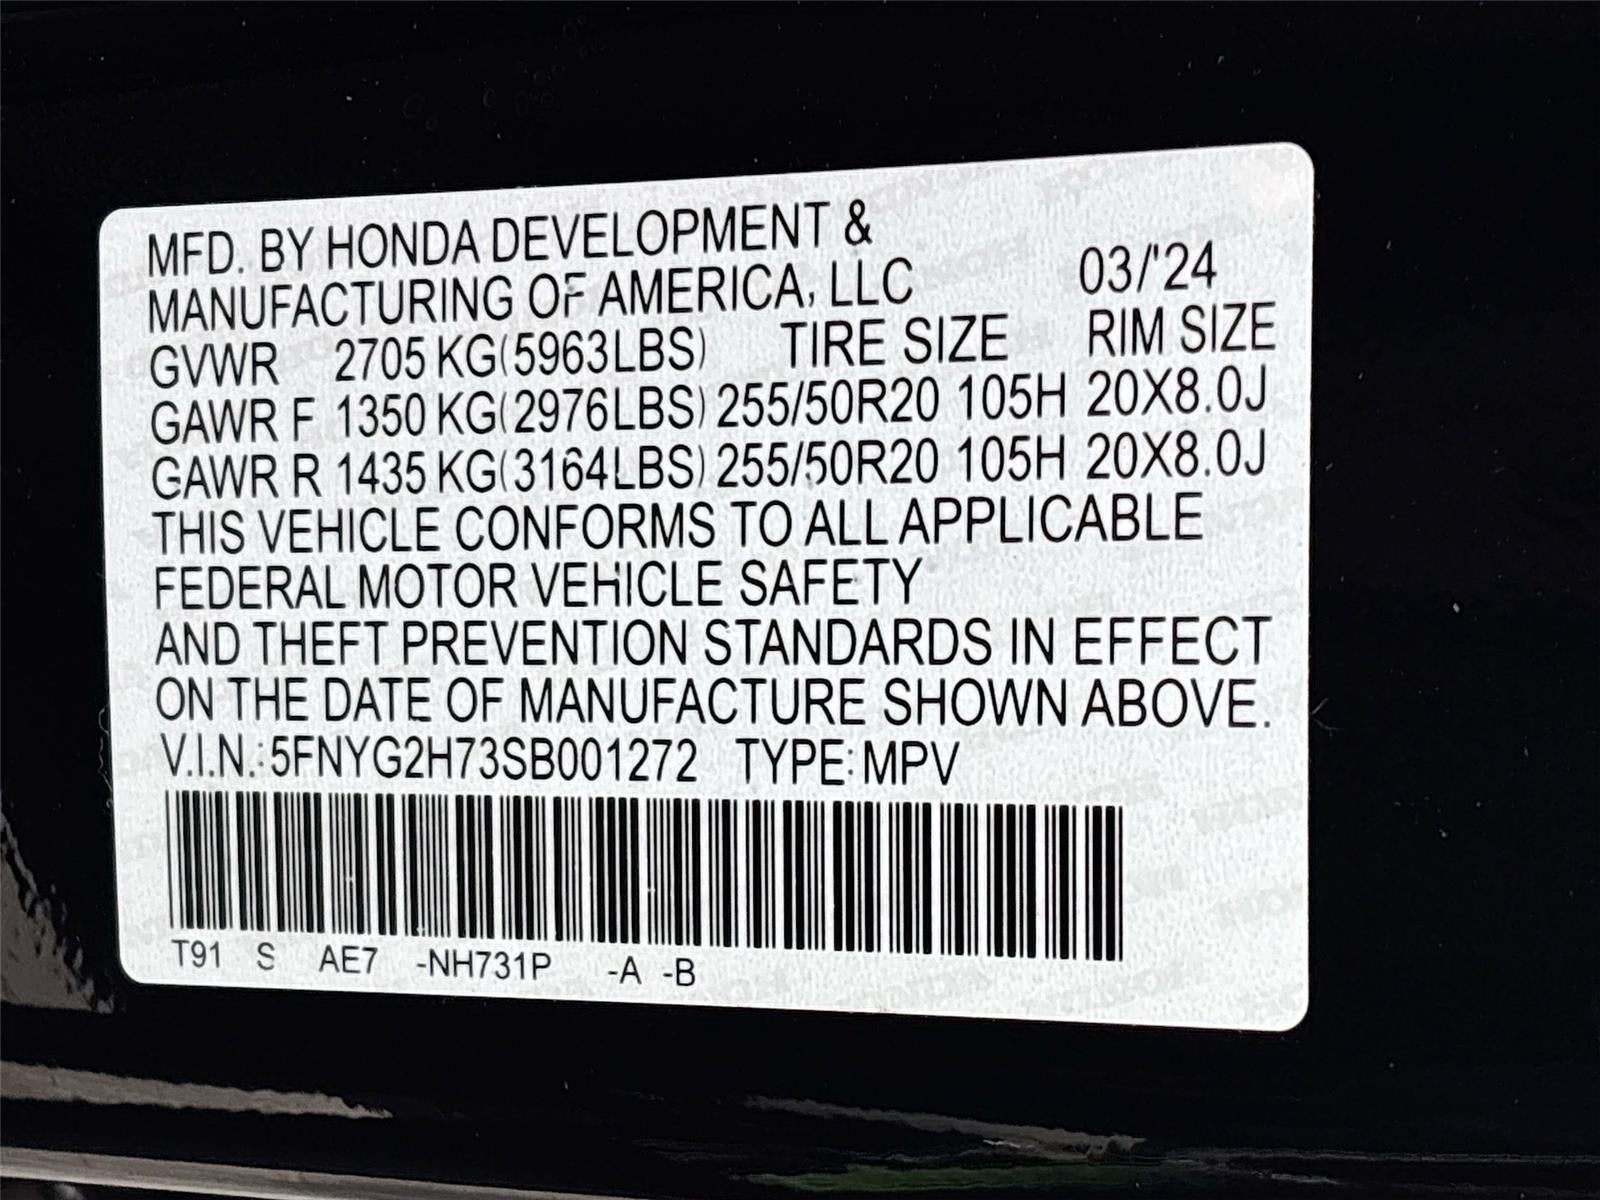 MFD. BY HONDA DEVELOPMENT &
MANUFACTURING OF AMERICA, LLC 03/'24
GVWR 2705 KG(5963LBS) TIRE SIZE RIM SIZE
GAWR F 1350 KG(2976LBS) 255/50R20 105H 20X8.0J
GAWR R 1435 KG(3164LBS) 255/50R20 105H 20X8.0J
THIS VEHICLE CONFORMS TO ALL APPLICABLE
FEDERAL MOTOR VEHICLE SAFETY
AND THEFT PREVENTION STANDARDS IN EFFECT
ON THE DATE OF MANUFACTURE SHOWN ABOVE.
V.I.N.: 5FNYG2H73SB001272 TYPE: MPV
T91 S AE7 -NH731P -A -B